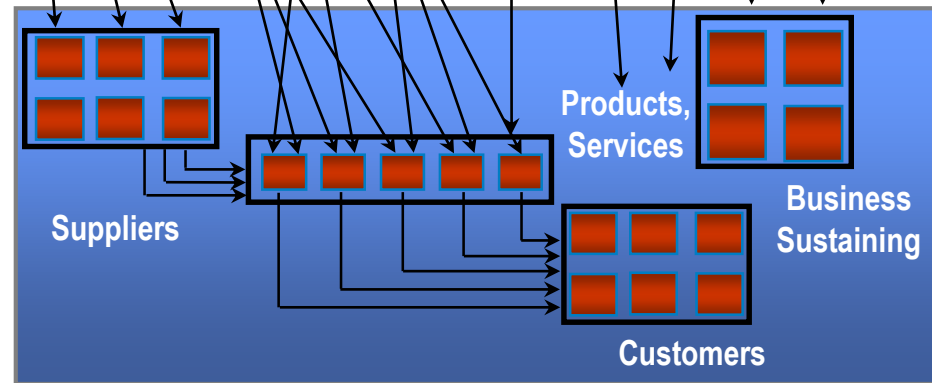 Products,
Services
Suppliers
Business
Sustaining
Customers